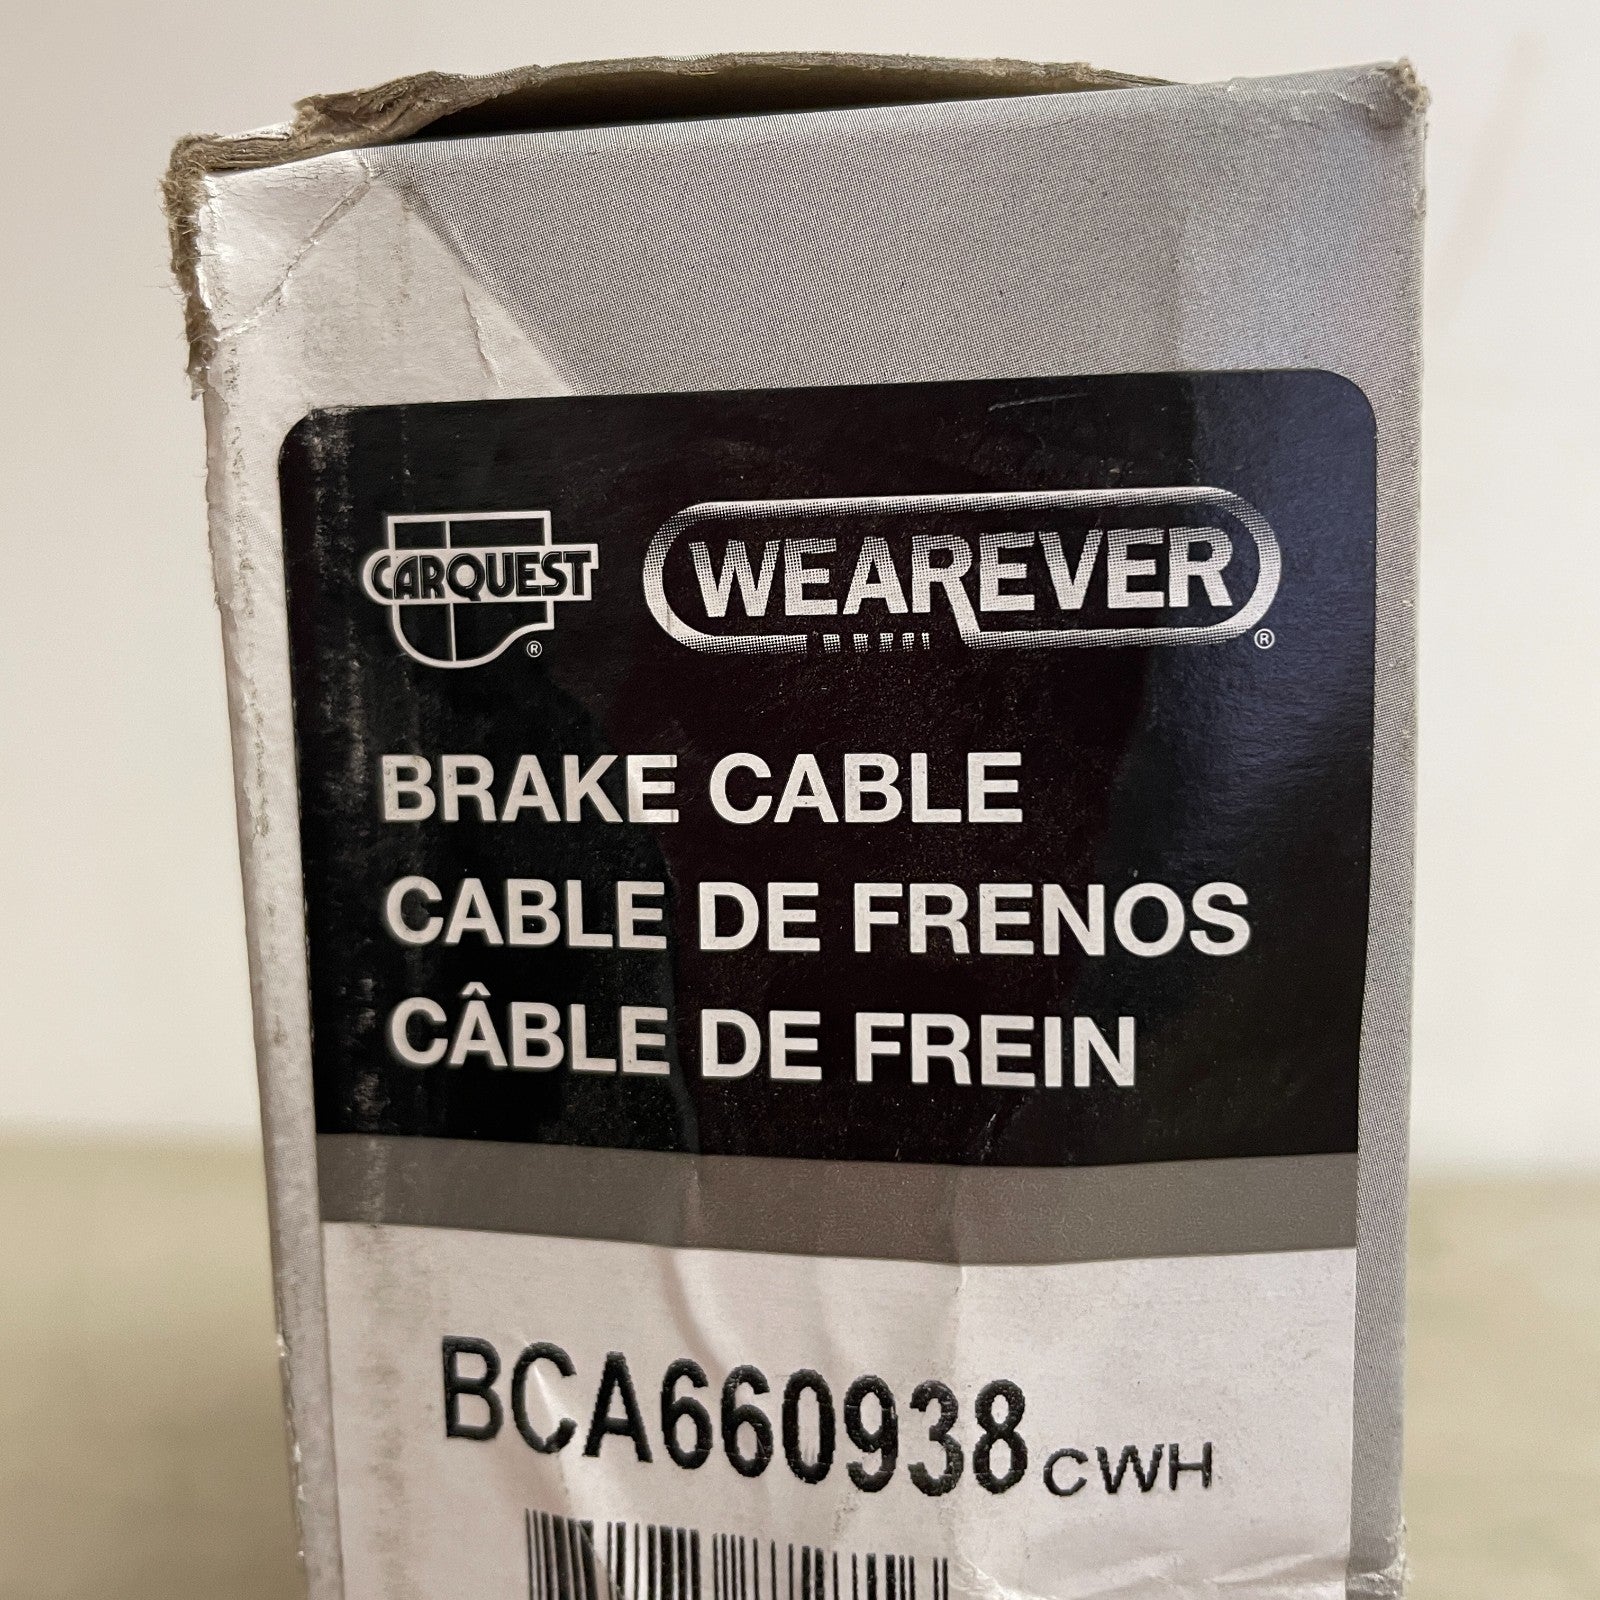 CARQUEST® WEAREVER®
BRAKE CABLE
CABLE DE FRENOS
CÂBLE DE FREIN
BCA660938 CWH